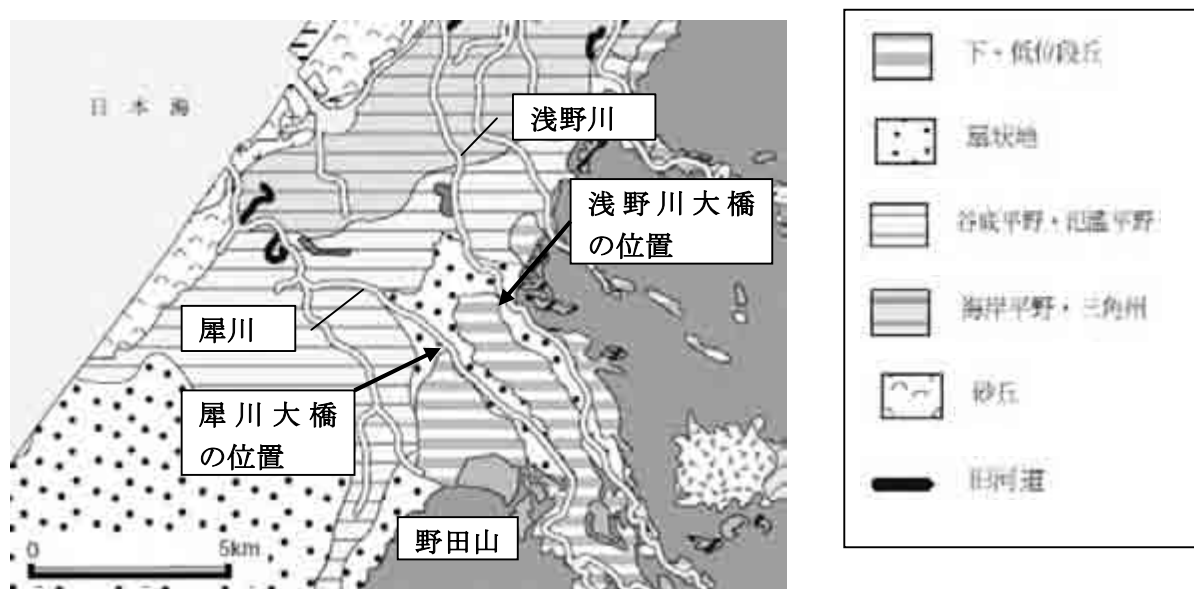 日本海
浅野川
浅野川大橋
の位置
犀川
犀川大橋
の位置
野田山
0
5km
下・低位段丘
扇状地
谷底平野・氾濫平野
海岸平野・三角州
砂丘
旧河道